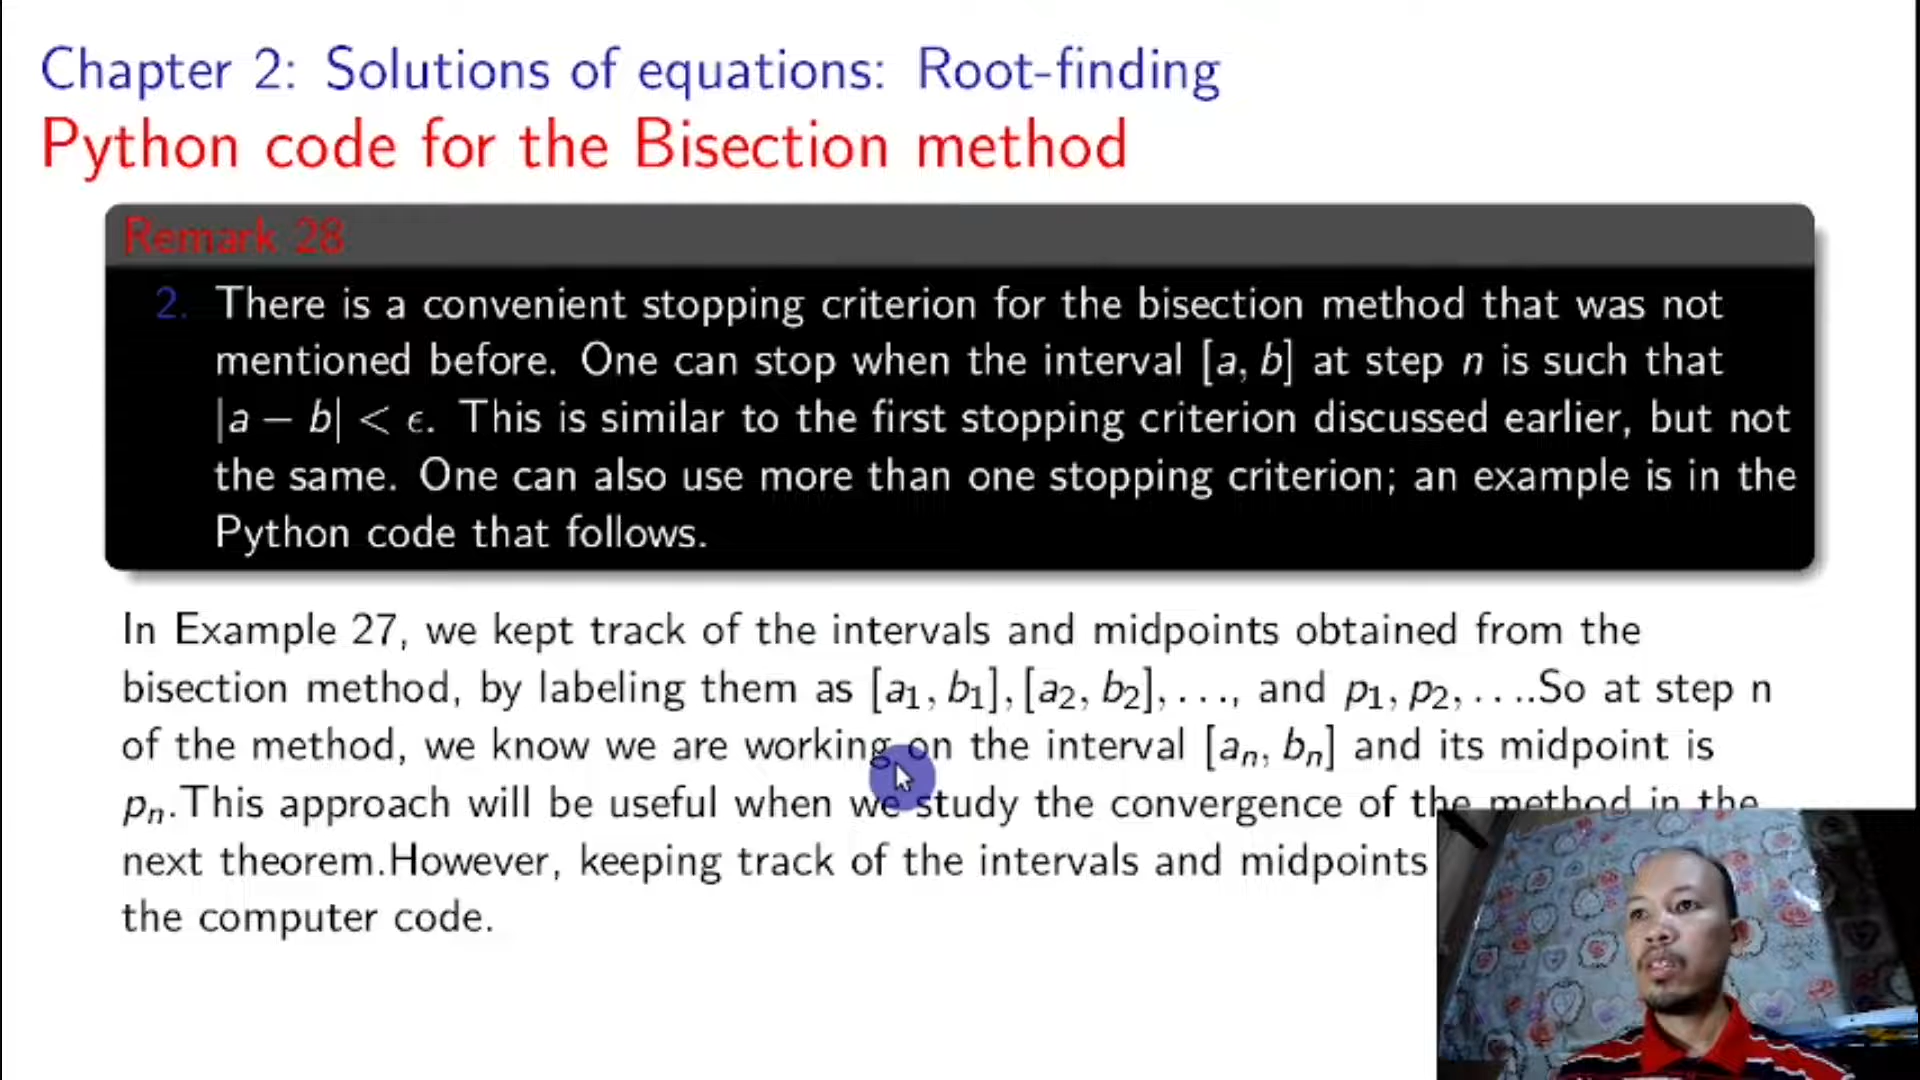 Chapter 2: Solutions of equations: Root-finding
Python code for the Bisection method
Remark 28
2. There is a convenient stopping criterion for the bisection method that was not
mentioned before. One can stop when the interval [a, b] at step n is such that
|a − b| < ϵ. This is similar to the first stopping criterion discussed earlier, but not
the same. One can also use more than one stopping criterion; an example is in the
Python code that follows.
In Example 27, we kept track of the intervals and midpoints obtained from the
bisection method, by labeling them as [a₁, b₁], [a₂, b₂], . . ., and p₁, p₂, . . ..So at step n
of the method, we know we are working on the interval [aₙ, bₙ] and its midpoint is
pₙ.This approach will be useful when we study the convergence of the method in the
next theorem.However, keeping track of the intervals and midpoints
the computer code.